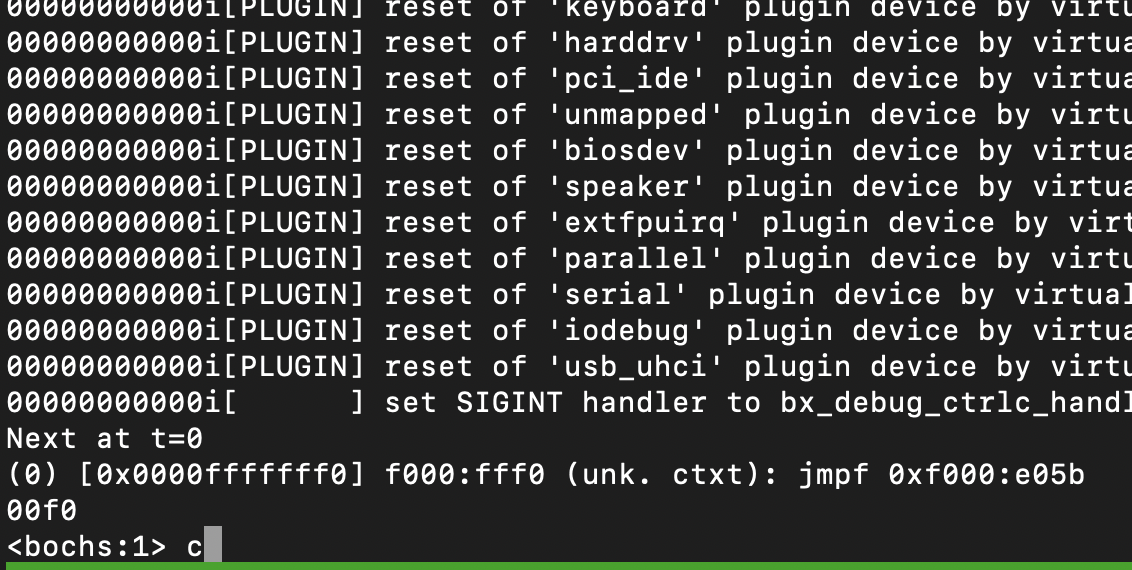 00000000000i[PLUGIN] reset of 'keyboard' plugin device by virtu
00000000000i[PLUGIN] reset of 'harddrv' plugin device by virtua
00000000000i[PLUGIN] reset of 'pci_ide' plugin device by virtua
00000000000i[PLUGIN] reset of 'unmapped' plugin device by virtu
00000000000i[PLUGIN] reset of 'biosdev' plugin device by virtua
00000000000i[PLUGIN] reset of 'speaker' plugin device by virtua
00000000000i[PLUGIN] reset of 'extfpuirq' plugin device by virt
00000000000i[PLUGIN] reset of 'parallel' plugin device by virtu
00000000000i[PLUGIN] reset of 'serial' plugin device by virtual
00000000000i[PLUGIN] reset of 'iodebug' plugin device by virtua
00000000000i[PLUGIN] reset of 'usb_uhci' plugin device by virtu
00000000000i[      ] set SIGINT handler to bx_debug_ctrlc_handl
Next at t=0
(0) [0x0000fffffff0] f000:fff0 (unk. ctxt): jmpf 0xf000:e05b
00f0
<bochs:1> c